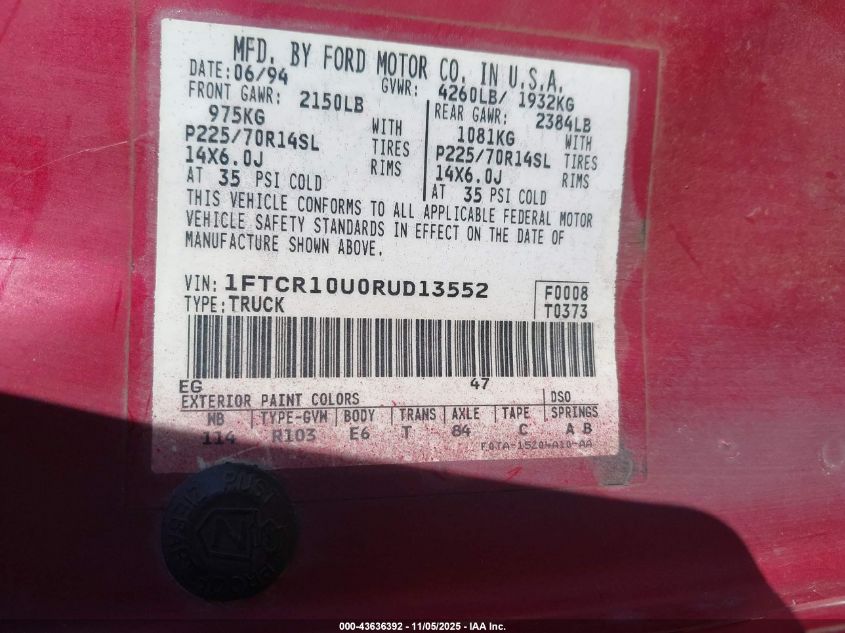 MFD. BY FORD MOTOR CO. IN U.S.A.
DATE: 06/94 GVWR: 4260LB/ 1932KG
FRONT GAWR: 2150LB REAR GAWR: 2384LB
975KG WITH 1081KG WITH
P225/70R14SL TIRES P225/70R14SL TIRES
14X6.0J RIMS 14X6.0J RIMS
AT 35 PSI COLD AT 35 PSI COLD
THIS VEHICLE CONFORMS TO ALL APPLICABLE FEDERAL MOTOR
VEHICLE SAFETY STANDARDS IN EFFECT ON THE DATE OF
MANUFACTURE SHOWN ABOVE.
VIN: 1FTCR10U0RUD13552 F0008
TYPE: TRUCK T0373
EG 47
EXTERIOR PAINT COLORS DSO
WB TYPE-GVW BODY TRANS AXLE TAPE SPRINGS
114 R103 E6 T 84 C A B
F0TA-15204A10-AA
000-43636392 - 11/05/2025 - IAA Inc.